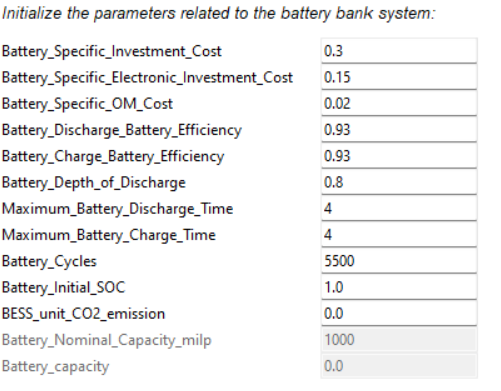 Initialize the parameters related to the battery bank system:
Battery_Specific_Investment_Cost 0.3
Battery_Specific_Electronic_Investment_Cost 0.15
Battery_Specific_OM_Cost 0.02
Battery_Discharge_Battery_Efficiency 0.93
Battery_Charge_Battery_Efficiency 0.93
Battery_Depth_of_Discharge 0.8
Maximum_Battery_Discharge_Time 4
Maximum_Battery_Charge_Time 4
Battery_Cycles 5500
Battery_Initial_SOC 1.0
BESS_unit_CO2_emission 0.0
Battery_Nominal_Capacity_milp 1000
Battery_capacity 0.0